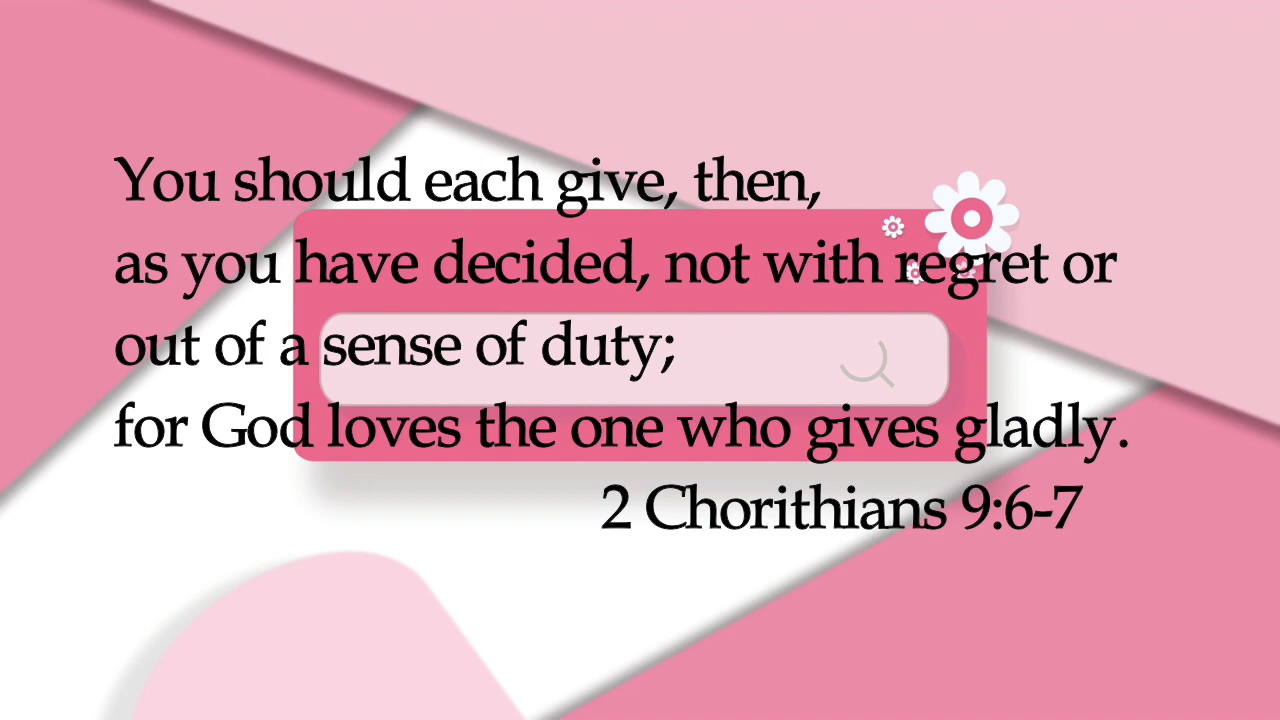 You should each give, then,
as you have decided, not with regret or
out of a sense of duty;
for God loves the one who gives gladly.
2 Chorithians 9:6-7